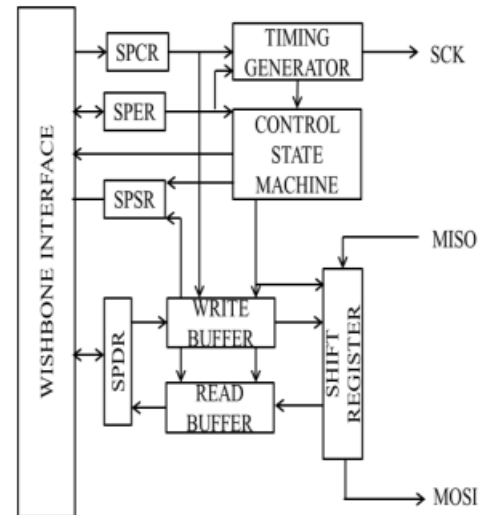 WISHBONE INTERFACE
SPCR
TIMING
GENERATOR
SCK
SPER
CONTROL
STATE
MACHINE
SPSR
MISO
SPDR
WRITE
BUFFER
SHIFT
REGISTER
READ
BUFFER
MOSI